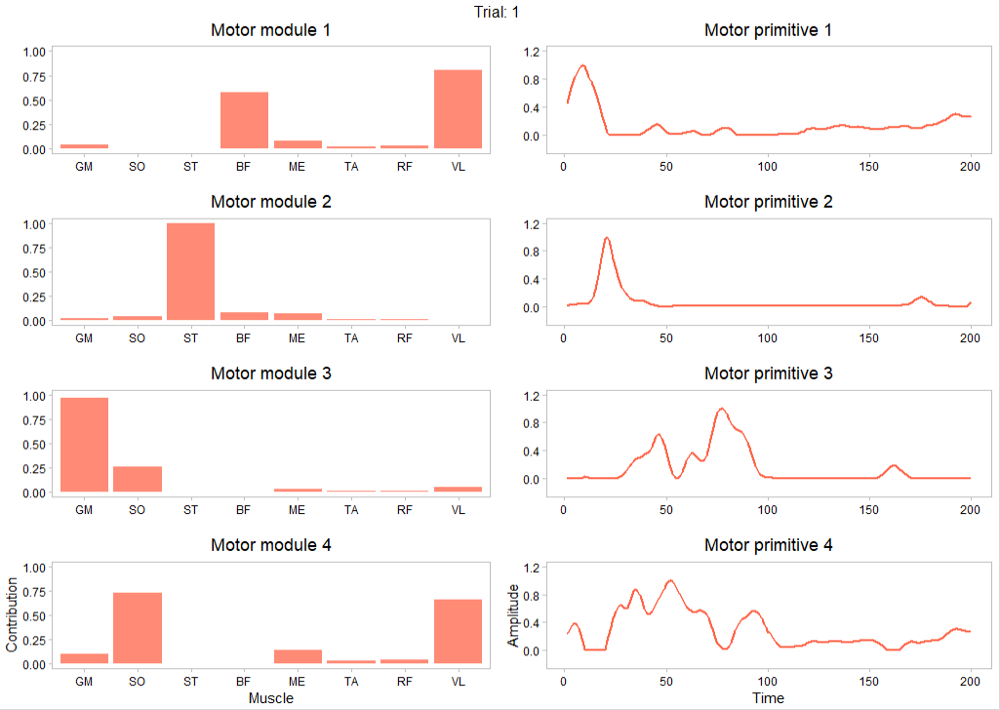 Trial: 1
Motor module 1
1.00
0.75
0.50
0.25
0.00
GM SO ST BF ME TA RF VL
Motor primitive 1
1.2
0.8
0.4
0.0
0 50 100 150 200
Motor module 2
1.00
0.75
0.50
0.25
0.00
GM SO ST BF ME TA RF VL
Motor primitive 2
1.2
0.8
0.4
0.0
0 50 100 150 200
Motor module 3
1.00
0.75
0.50
0.25
0.00
GM SO ST BF ME TA RF VL
Motor primitive 3
1.2
0.8
0.4
0.0
0 50 100 150 200
Motor module 4
Contribution
1.00
0.75
0.50
0.25
0.00
GM SO ST BF ME TA RF VL
Muscle
Motor primitive 4
Amplitude
1.2
0.8
0.4
0.0
0 50 100 150 200
Time